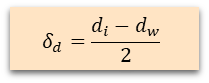 δ_d = (d_i − d_w) / 2